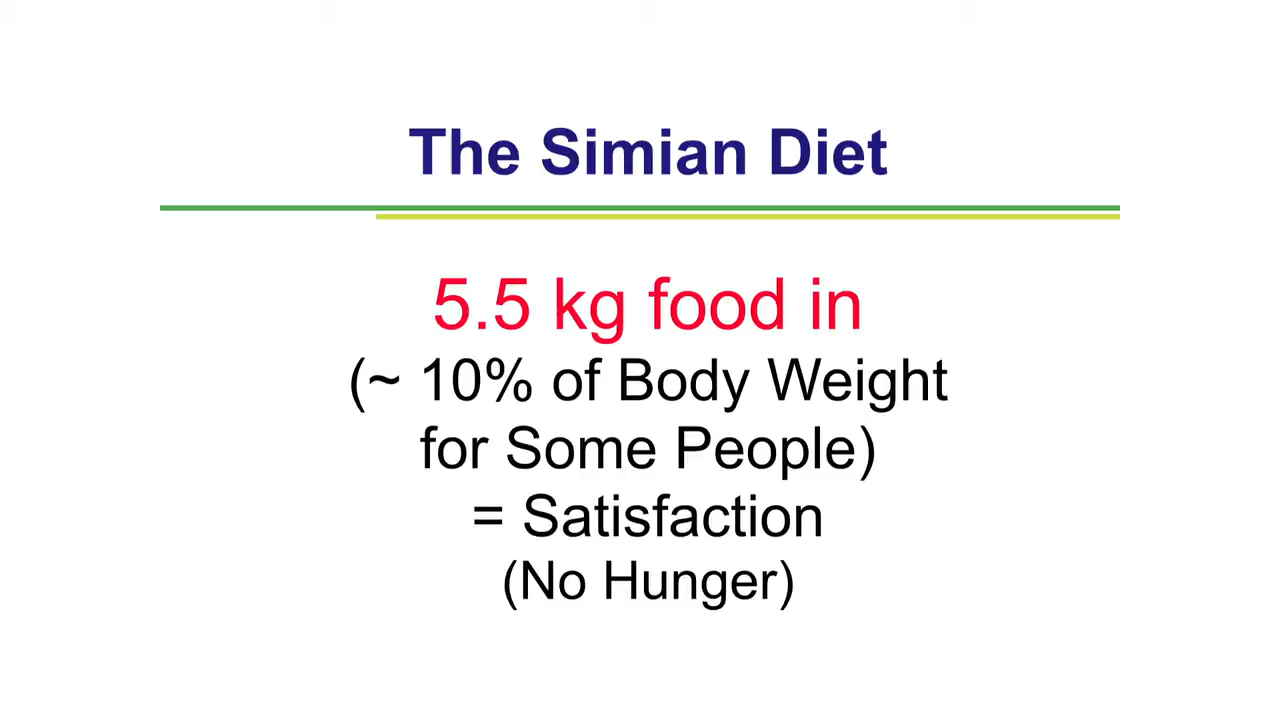 The Simian Diet
5.5 kg food in
(~ 10% of Body Weight
for Some People)
= Satisfaction
(No Hunger)